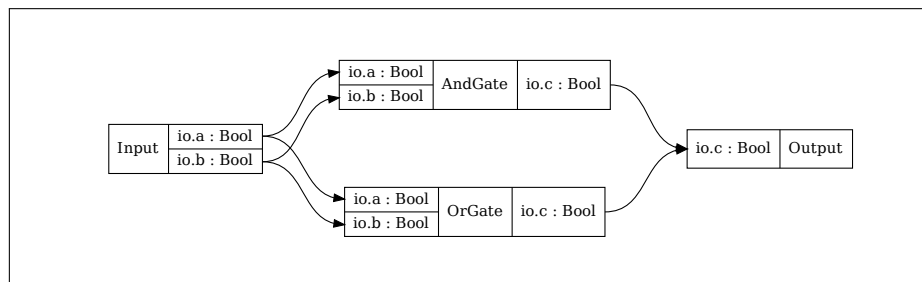 Input
io.a : Bool
io.b : Bool
io.a : Bool
io.b : Bool
AndGate
io.c : Bool
io.a : Bool
io.b : Bool
OrGate
io.c : Bool
io.c : Bool
Output